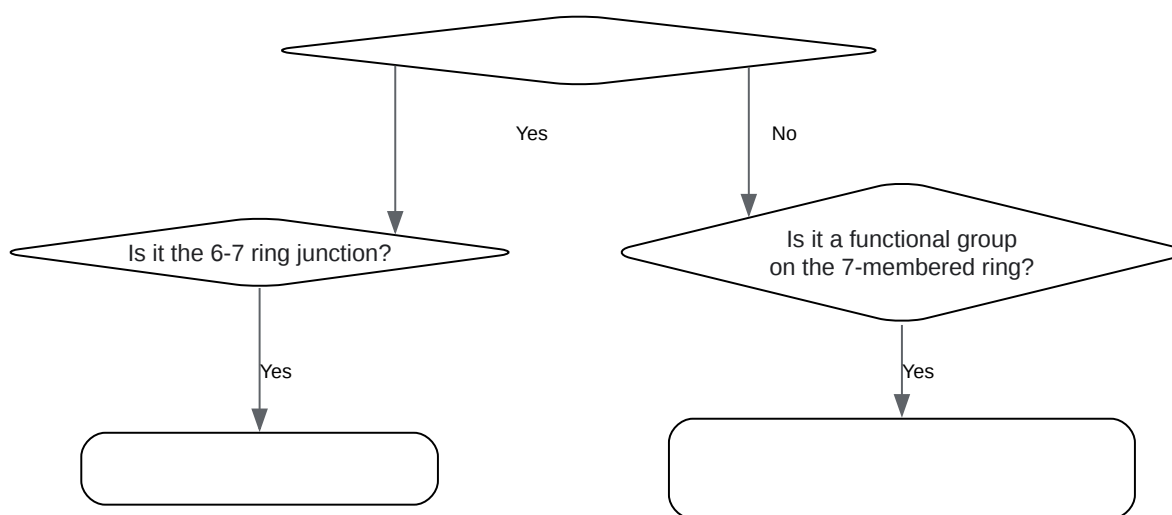 Yes
No
Is it the 6-7 ring junction?
Is it a functional group
on the 7-membered ring?
Yes
Yes